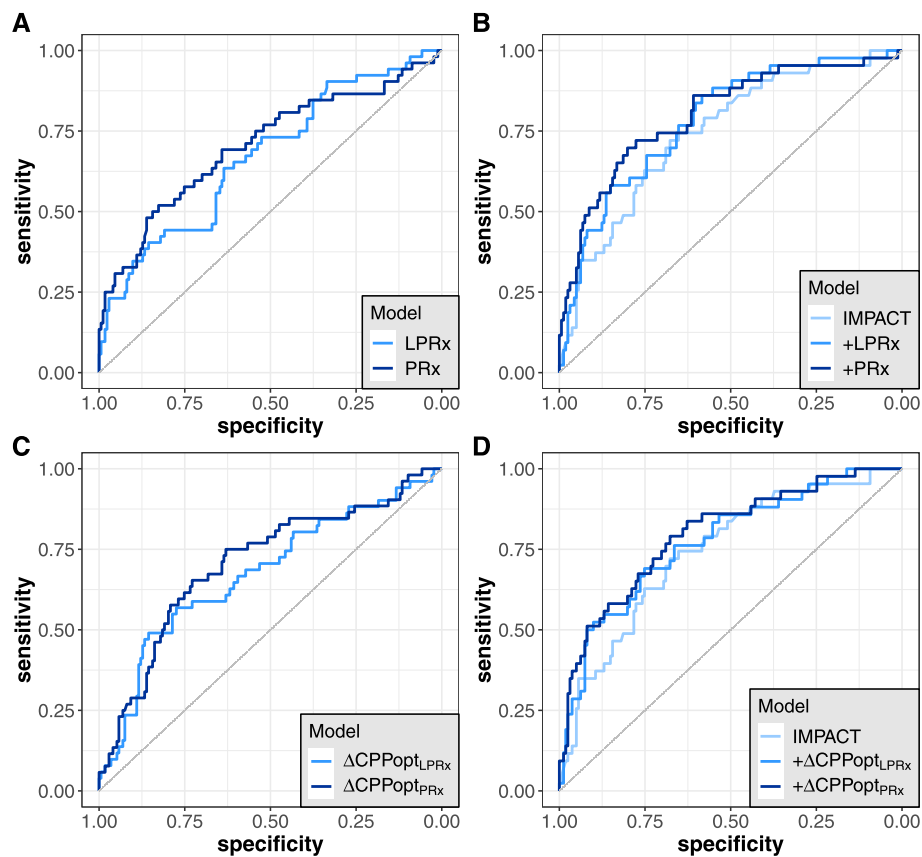 A
1.00
0.75
0.50
0.25
0.00
sensitivity
Model
LPRx
PRx
1.00 0.75 0.50 0.25 0.00
specificity
B
1.00
0.75
0.50
0.25
0.00
sensitivity
Model
IMPACT
+LPRx
+PRx
1.00 0.75 0.50 0.25 0.00
specificity
C
1.00
0.75
0.50
0.25
0.00
sensitivity
Model
ΔCPPopt_LPRx
ΔCPPopt_PRx
1.00 0.75 0.50 0.25 0.00
specificity
D
1.00
0.75
0.50
0.25
0.00
sensitivity
Model
IMPACT
+ΔCPPopt_LPRx
+ΔCPPopt_PRx
1.00 0.75 0.50 0.25 0.00
specificity